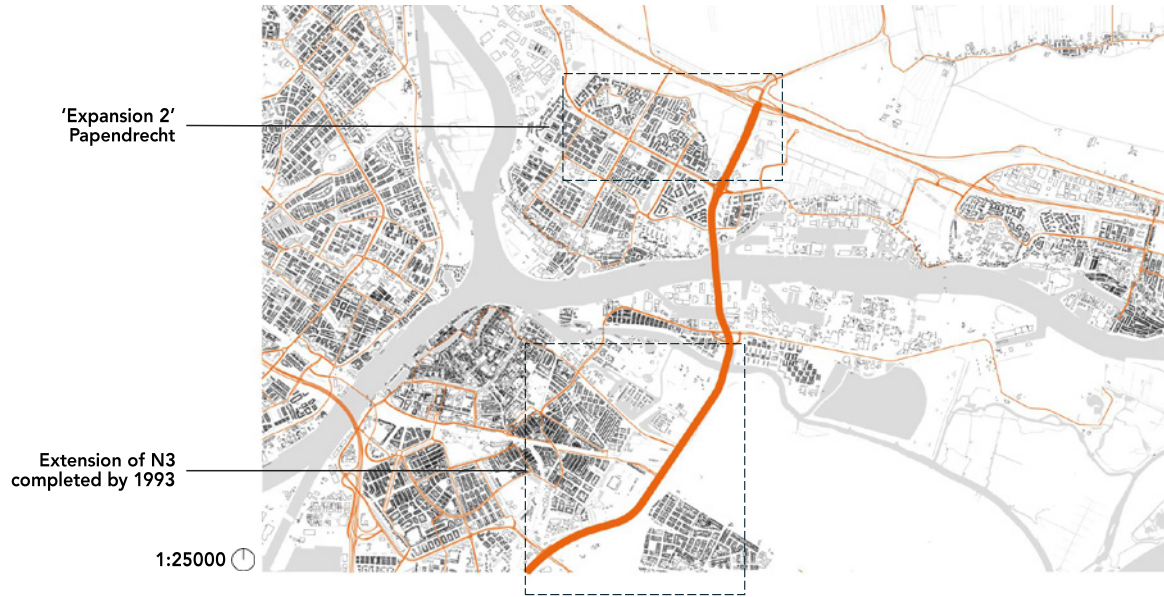 ‘Expansion 2’
Papendrecht
Extension of N3
completed by 1993
1:25000